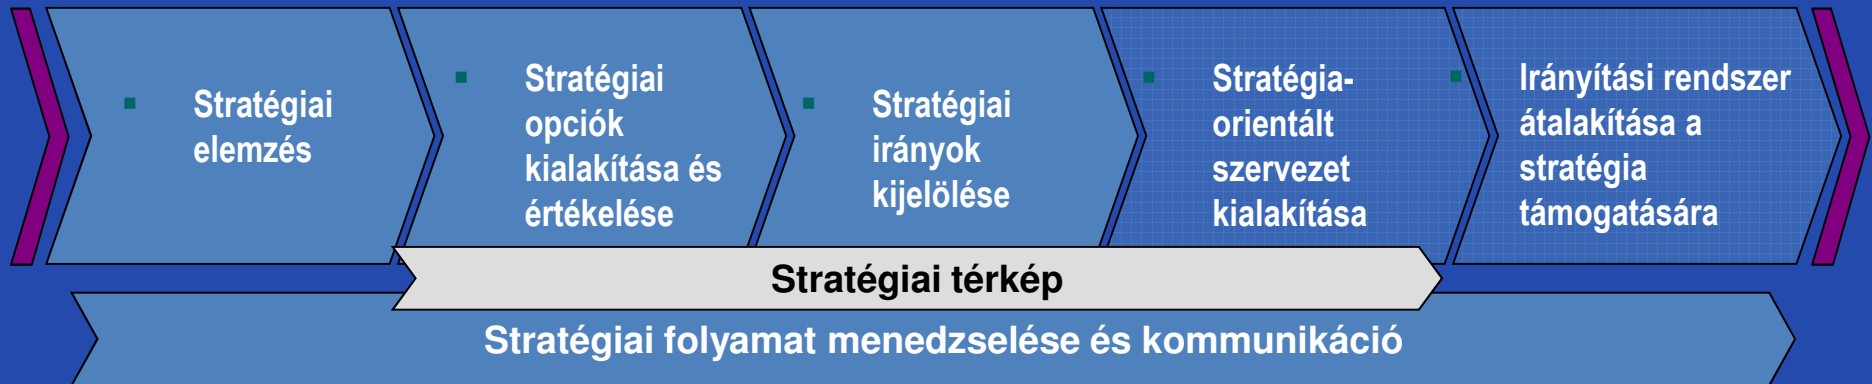 Stratégiai
elemzés
Stratégiai
opciók
kialakítása és
értékelése
Stratégiai
irányok
kijelölése
Stratégia-
orientált
szervezet
kialakítása
Irányítási rendszer
átalakítása a
stratégia
támogatására
Stratégiai térkép
Stratégiai folyamat menedzselése és kommunikáció